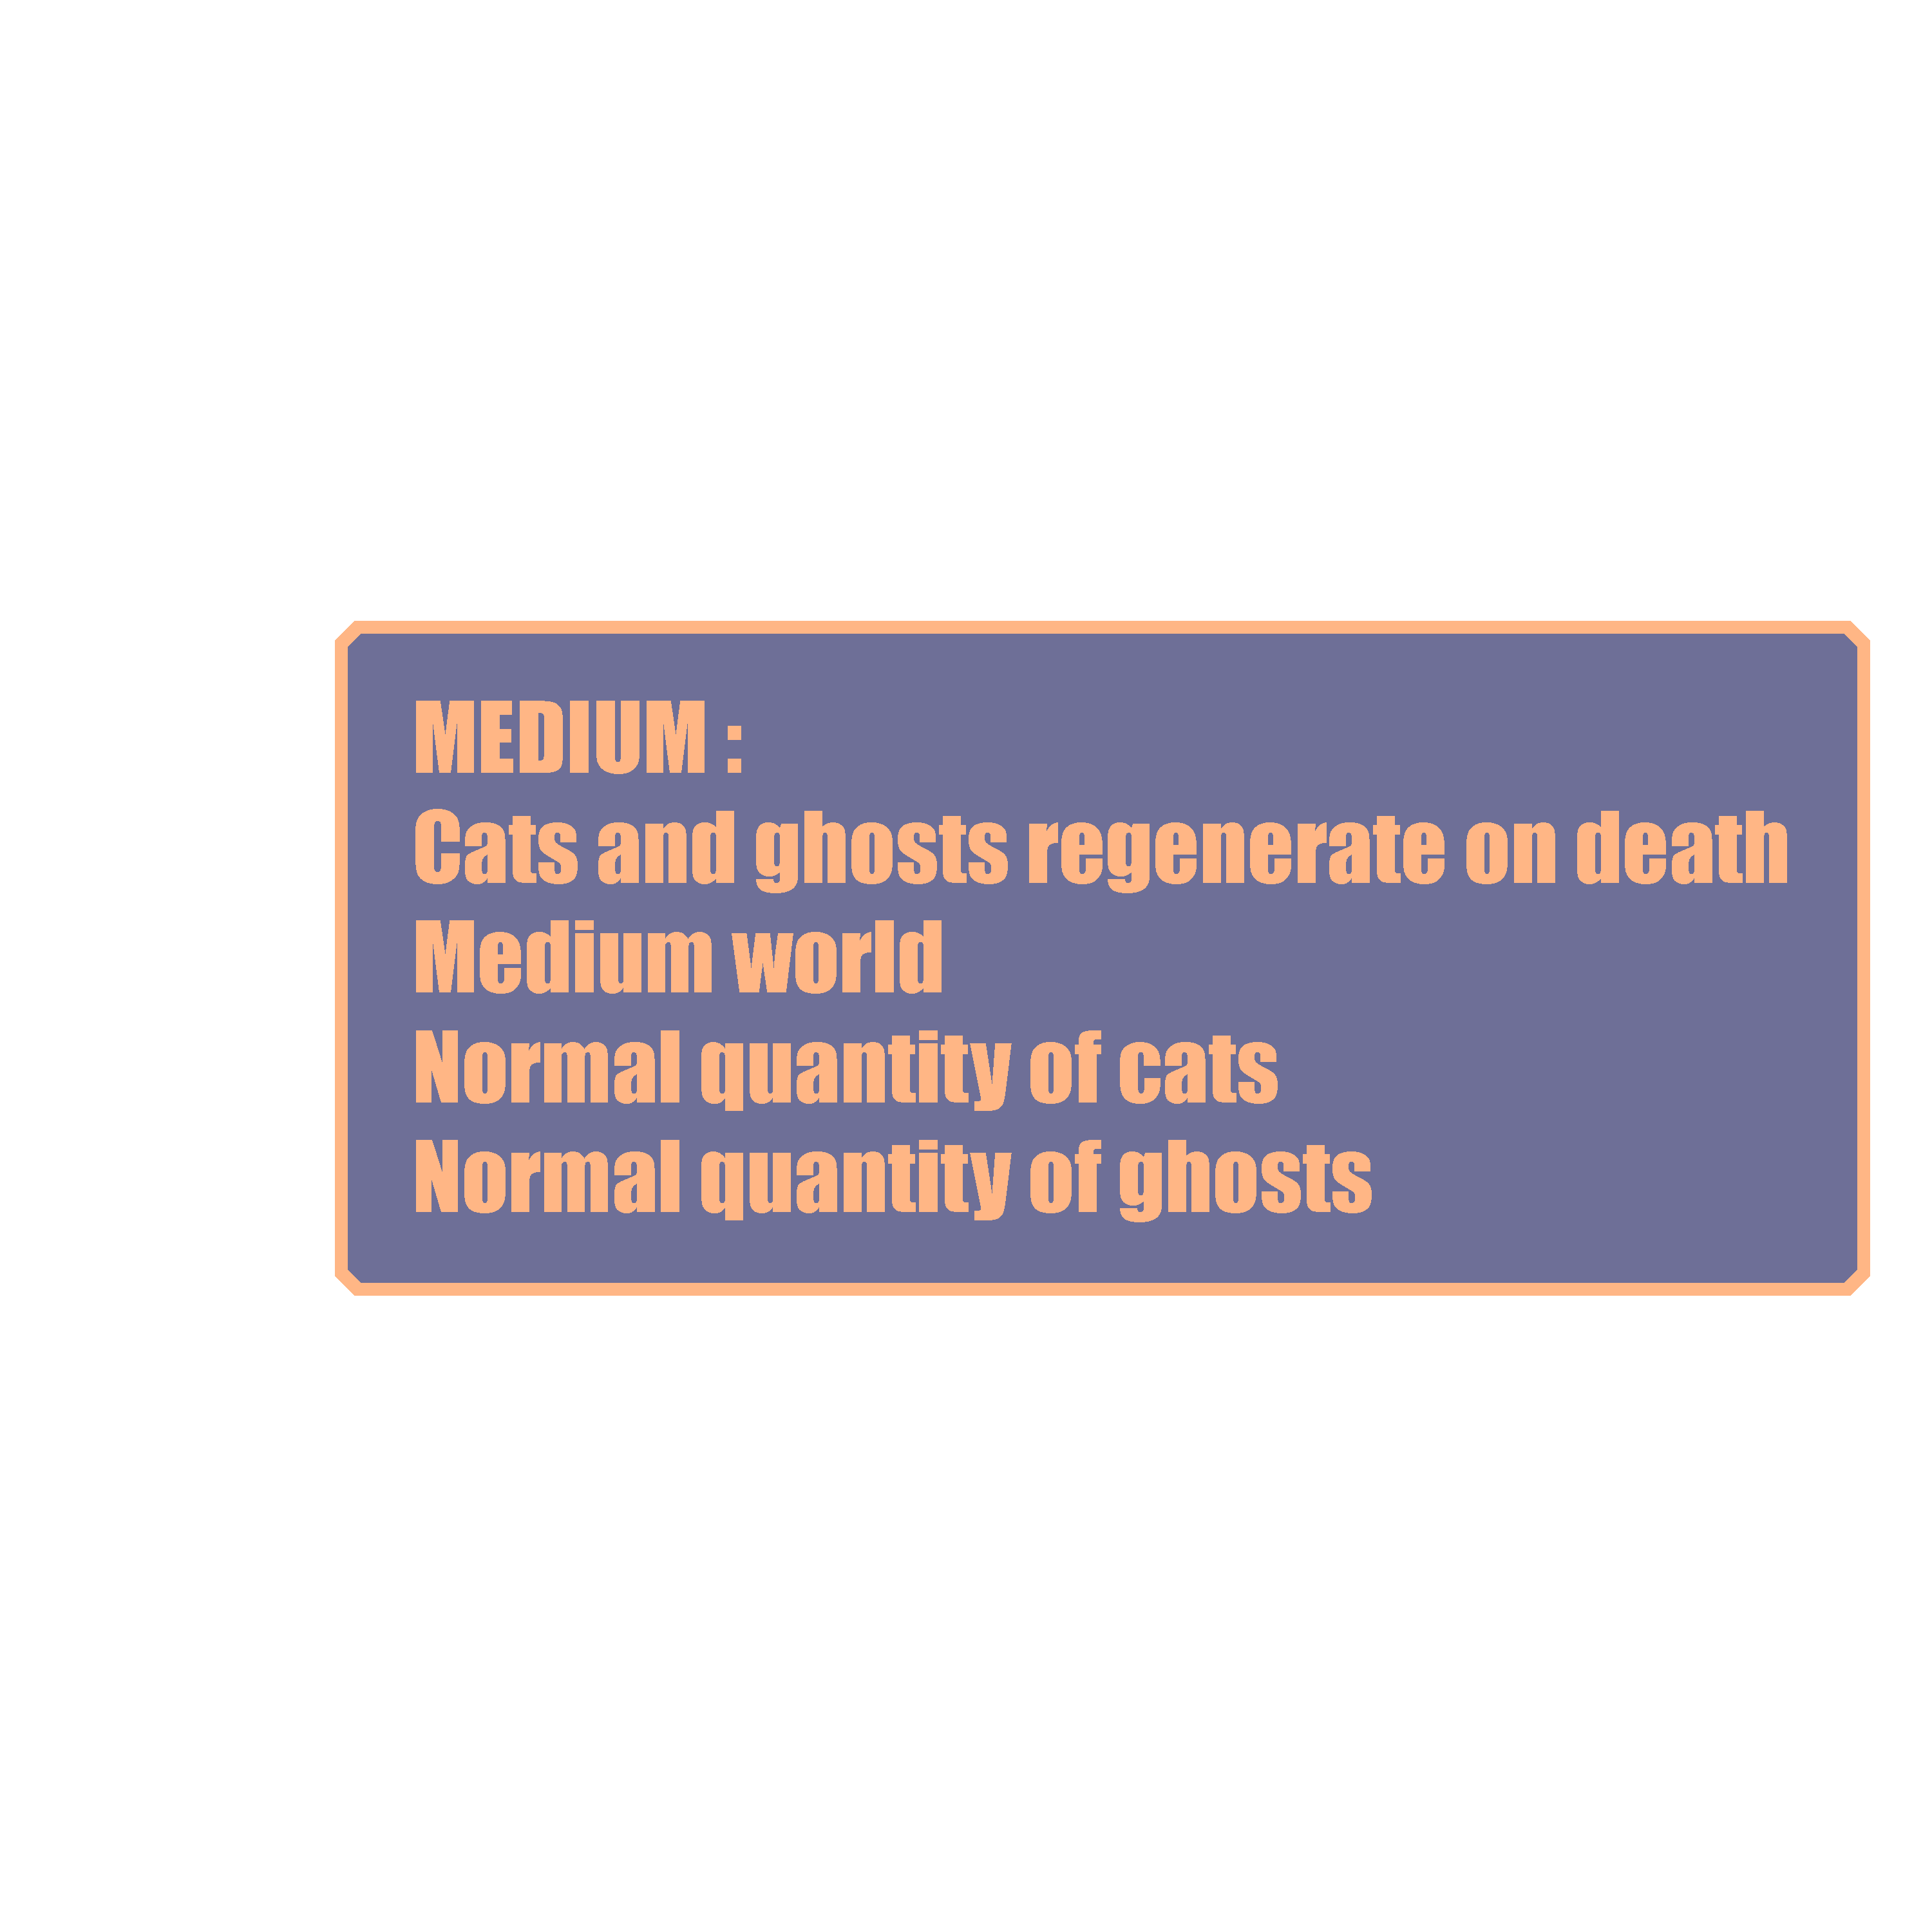 MEDIUM :
Cats and ghosts regenerate on death
Medium world
Normal quantity of cats
Normal quantity of ghosts